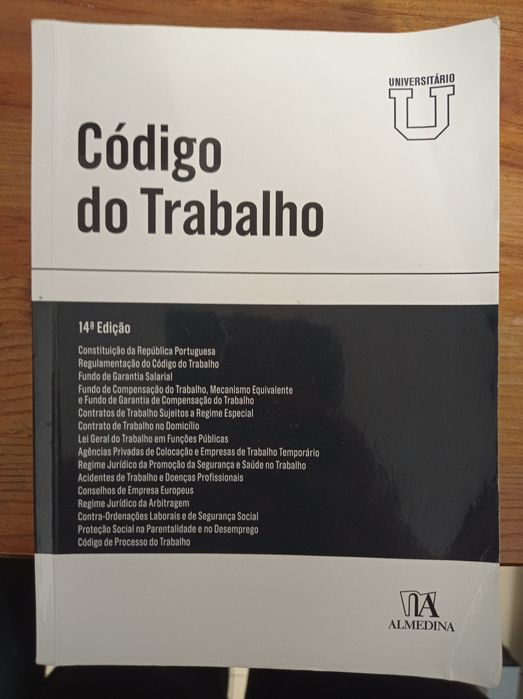 UNIVERSITÁRIO
U
Código
do Trabalho
14ª Edição
Constituição da República Portuguesa
Regulamentação do Código do Trabalho
Fundo de Garantia Salarial
Fundo de Compensação do Trabalho, Mecanismo Equivalente
e Fundo de Garantia de Compensação do Trabalho
Contratos de Trabalho Sujeitos a Regime Especial
Contrato de Trabalho no Domicílio
Lei Geral do Trabalho em Funções Públicas
Agências Privadas de Colocação e Empresas de Trabalho Temporário
Regime Jurídico da Promoção da Segurança e Saúde no Trabalho
Acidentes de Trabalho e Doenças Profissionais
Conselhos de Empresa Europeus
Regime Jurídico da Arbitragem
Contra-Ordenações Laborais e de Segurança Social
Proteção Social na Parentalidade e no Desemprego
Código de Processo do Trabalho
ALMEDINA